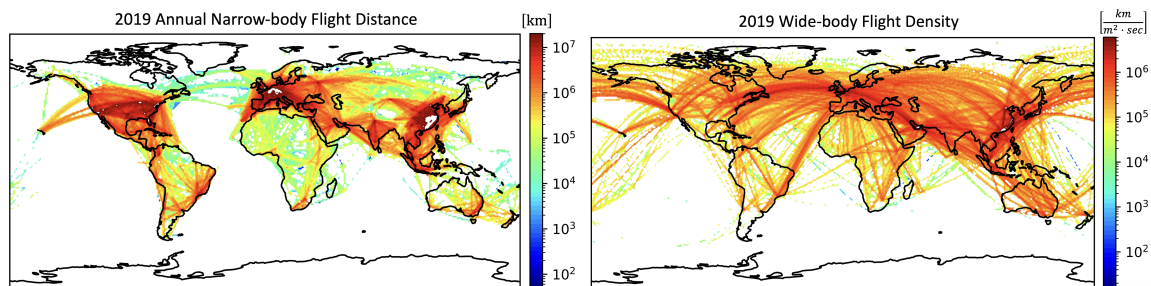 2019 Annual Narrow-body Flight Distance
[km]
10⁷
10⁶
10⁵
10⁴
10³
10²
2019 Wide-body Flight Density
[km / m² · sec]
10⁶
10⁵
10⁴
10³
10²